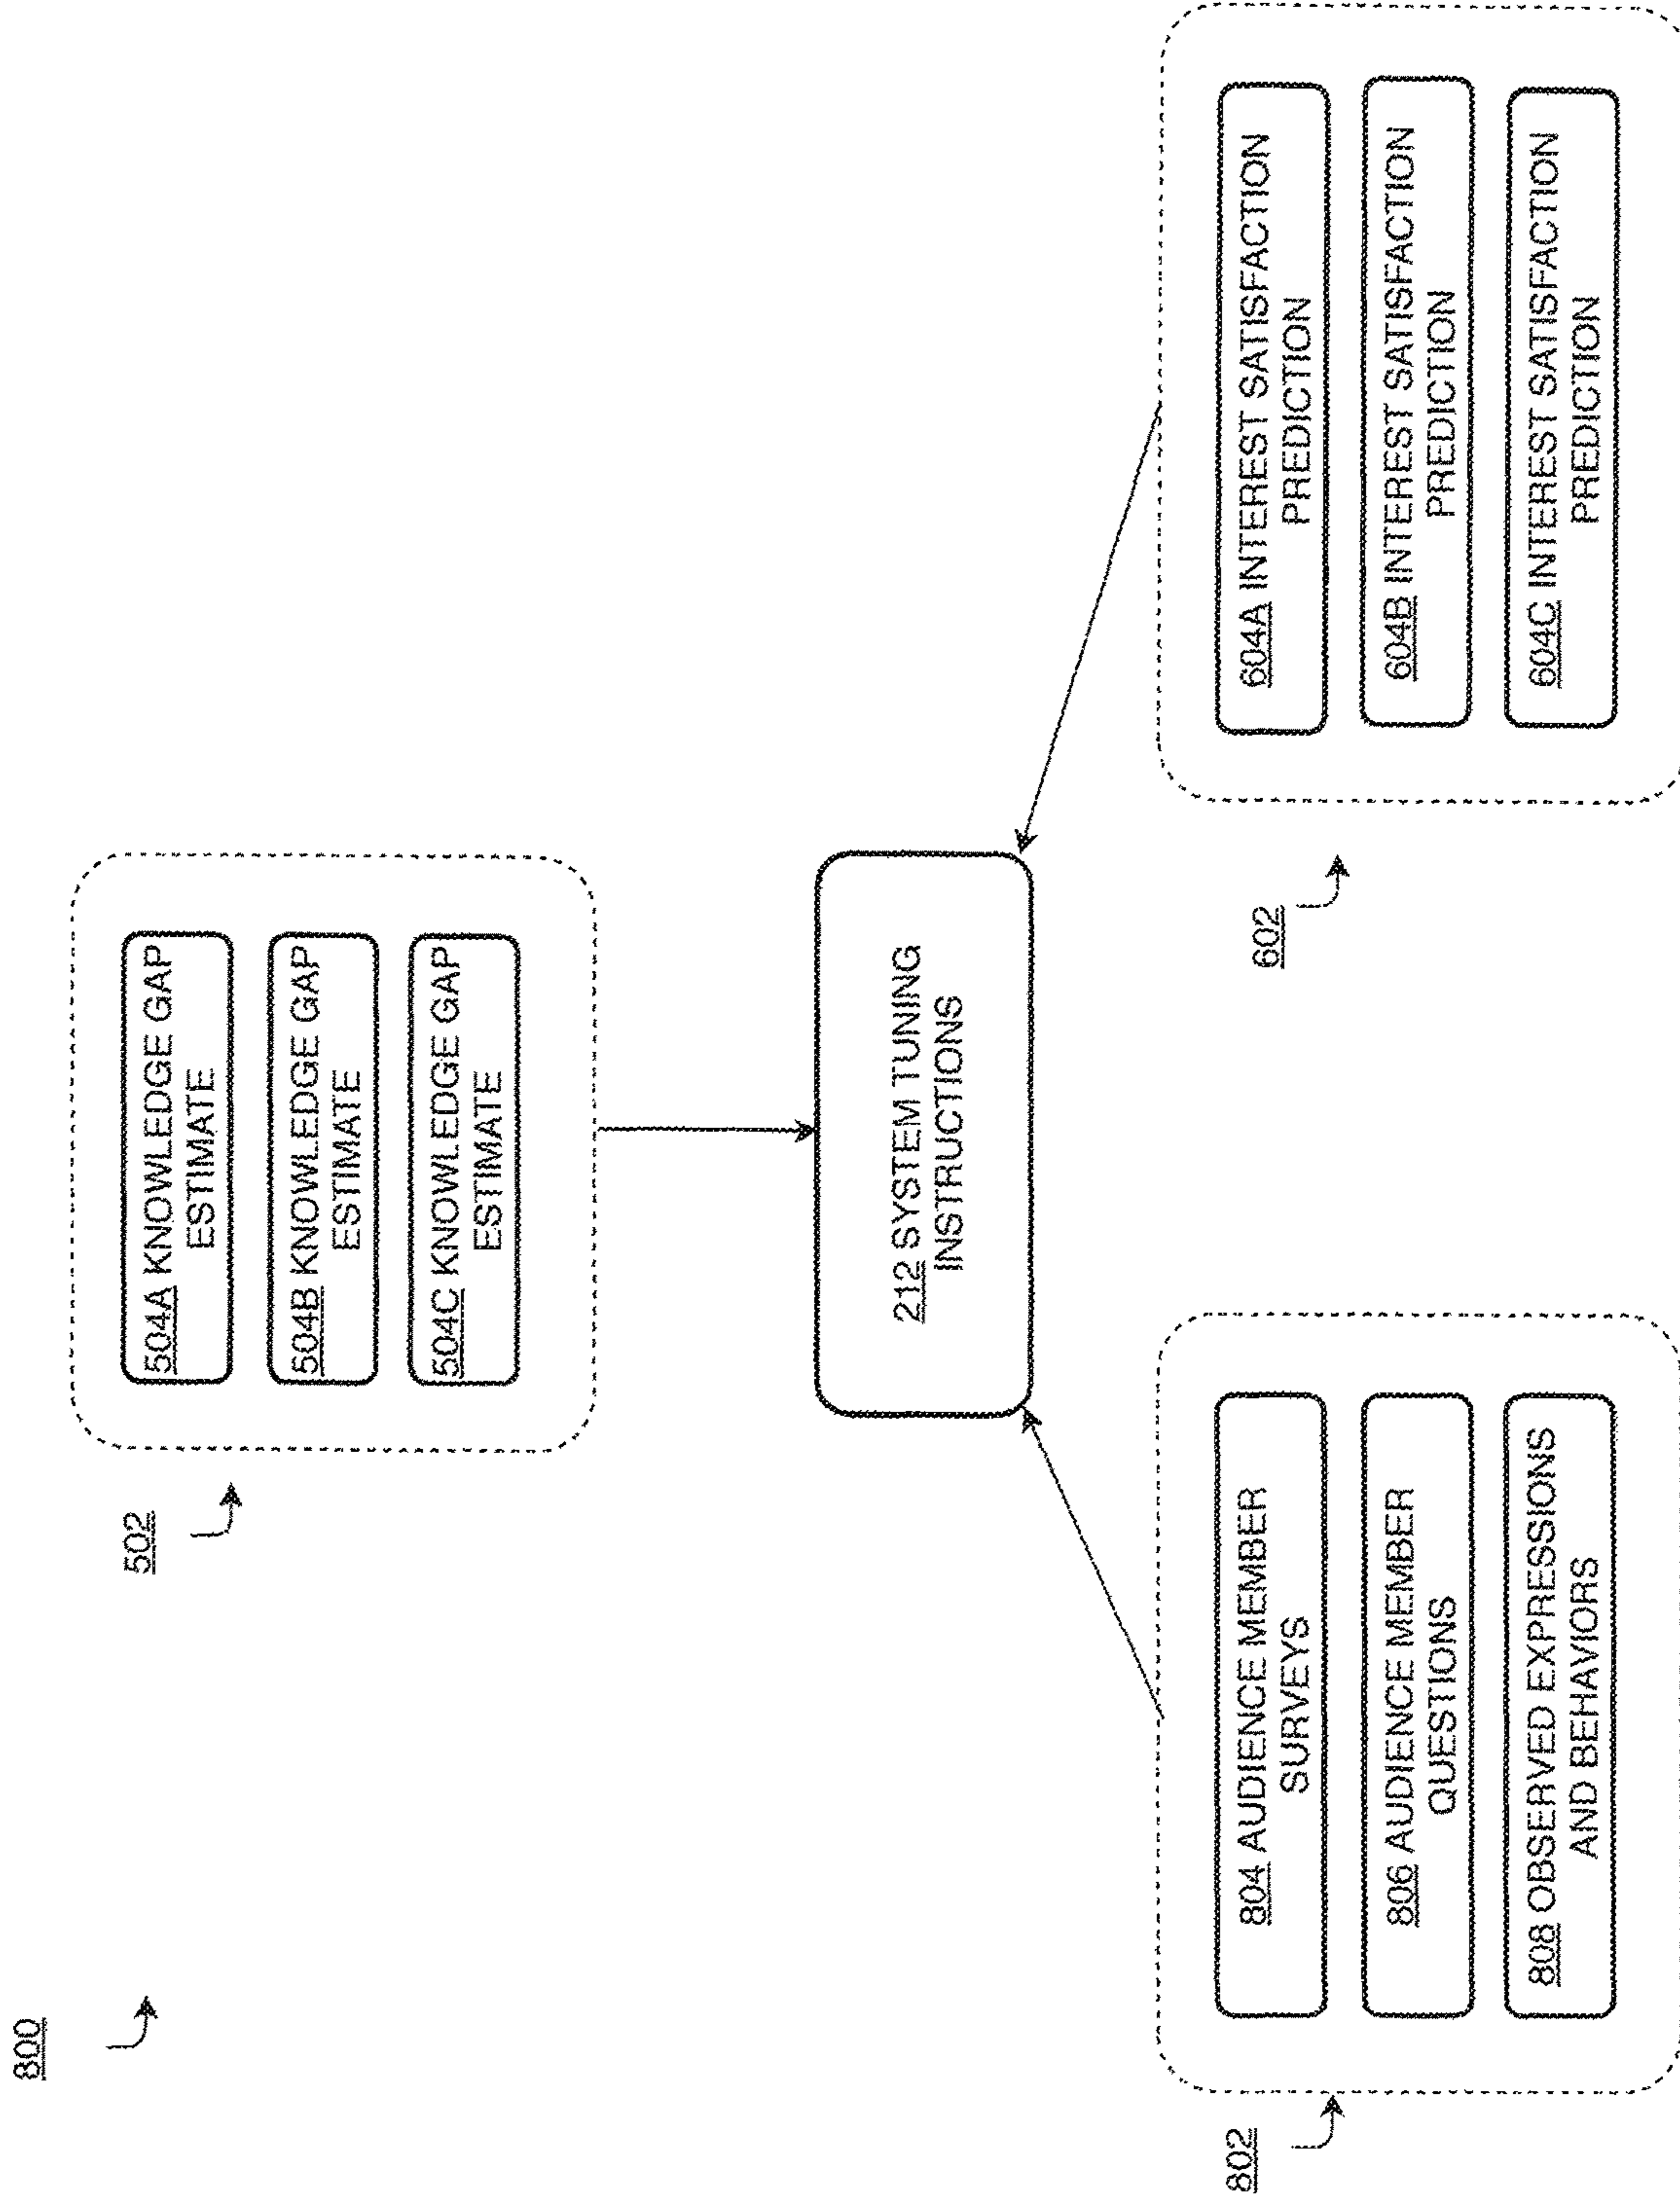 800
502
504A KNOWLEDGE GAP
ESTIMATE
504B KNOWLEDGE GAP
ESTIMATE
504C KNOWLEDGE GAP
ESTIMATE
212 SYSTEM TUNING
INSTRUCTIONS
802
804 AUDIENCE MEMBER
SURVEYS
806 AUDIENCE MEMBER
QUESTIONS
808 OBSERVED EXPRESSIONS
AND BEHAVIORS
602
604A INTEREST SATISFACTION
PREDICTION
604B INTEREST SATISFACTION
PREDICTION
604C INTEREST SATISFACTION
PREDICTION